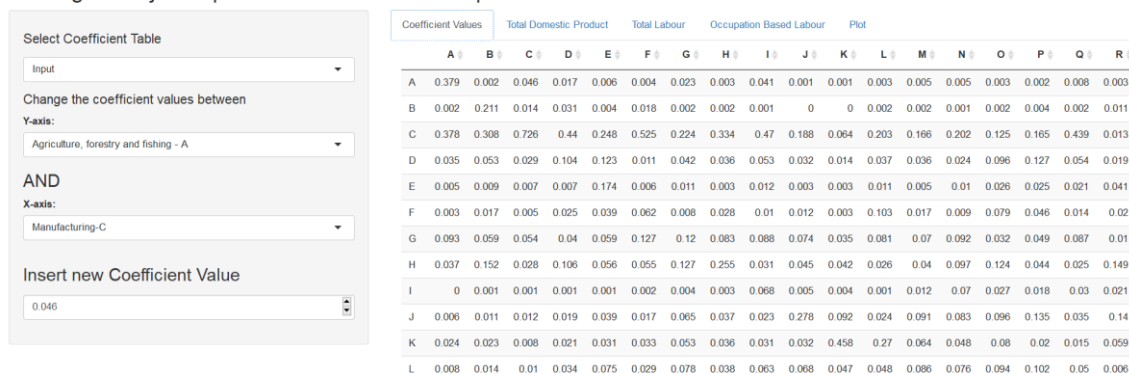 Select Coefficient Table
Input
Change the coefficient values between
Y-axis:
Agriculture, forestry and fishing - A
AND
X-axis:
Manufacturing-C
Insert new Coefficient Value
0.046
Coefficient Values Total Domestic Product Total Labour Occupation Based Labour Plot
A B C D E F G H I J K L M N O P Q R
A 0.379 0.002 0.046 0.017 0.006 0.004 0.023 0.003 0.041 0.001 0.001 0.003 0.005 0.005 0.003 0.002 0.008 0.003
B 0.002 0.211 0.014 0.031 0.004 0.018 0.002 0.002 0.001 0 0 0.002 0.002 0.001 0.002 0.004 0.002 0.011
C 0.378 0.308 0.726 0.44 0.248 0.525 0.224 0.334 0.47 0.188 0.064 0.203 0.166 0.202 0.125 0.165 0.439 0.013
D 0.035 0.053 0.029 0.104 0.123 0.011 0.042 0.036 0.053 0.032 0.014 0.037 0.036 0.024 0.096 0.127 0.054 0.019
E 0.005 0.009 0.007 0.007 0.174 0.006 0.011 0.003 0.012 0.003 0.003 0.011 0.005 0.01 0.026 0.025 0.021 0.041
F 0.003 0.017 0.005 0.025 0.039 0.062 0.008 0.028 0.01 0.012 0.003 0.103 0.017 0.009 0.079 0.046 0.014 0.02
G 0.093 0.059 0.054 0.04 0.059 0.127 0.12 0.083 0.088 0.074 0.035 0.081 0.07 0.092 0.032 0.049 0.087 0.01
H 0.037 0.152 0.028 0.106 0.056 0.055 0.127 0.255 0.031 0.045 0.042 0.026 0.04 0.097 0.124 0.044 0.025 0.149
I 0 0.001 0.001 0.001 0.001 0.002 0.004 0.003 0.068 0.005 0.004 0.001 0.012 0.07 0.027 0.018 0.03 0.021
J 0.006 0.011 0.012 0.019 0.039 0.017 0.065 0.037 0.023 0.278 0.092 0.024 0.091 0.083 0.096 0.135 0.035 0.14
K 0.024 0.023 0.008 0.021 0.031 0.033 0.053 0.036 0.031 0.032 0.458 0.27 0.064 0.048 0.08 0.02 0.015 0.059
L 0.008 0.014 0.01 0.034 0.075 0.029 0.078 0.038 0.063 0.068 0.047 0.048 0.086 0.076 0.094 0.102 0.05 0.006